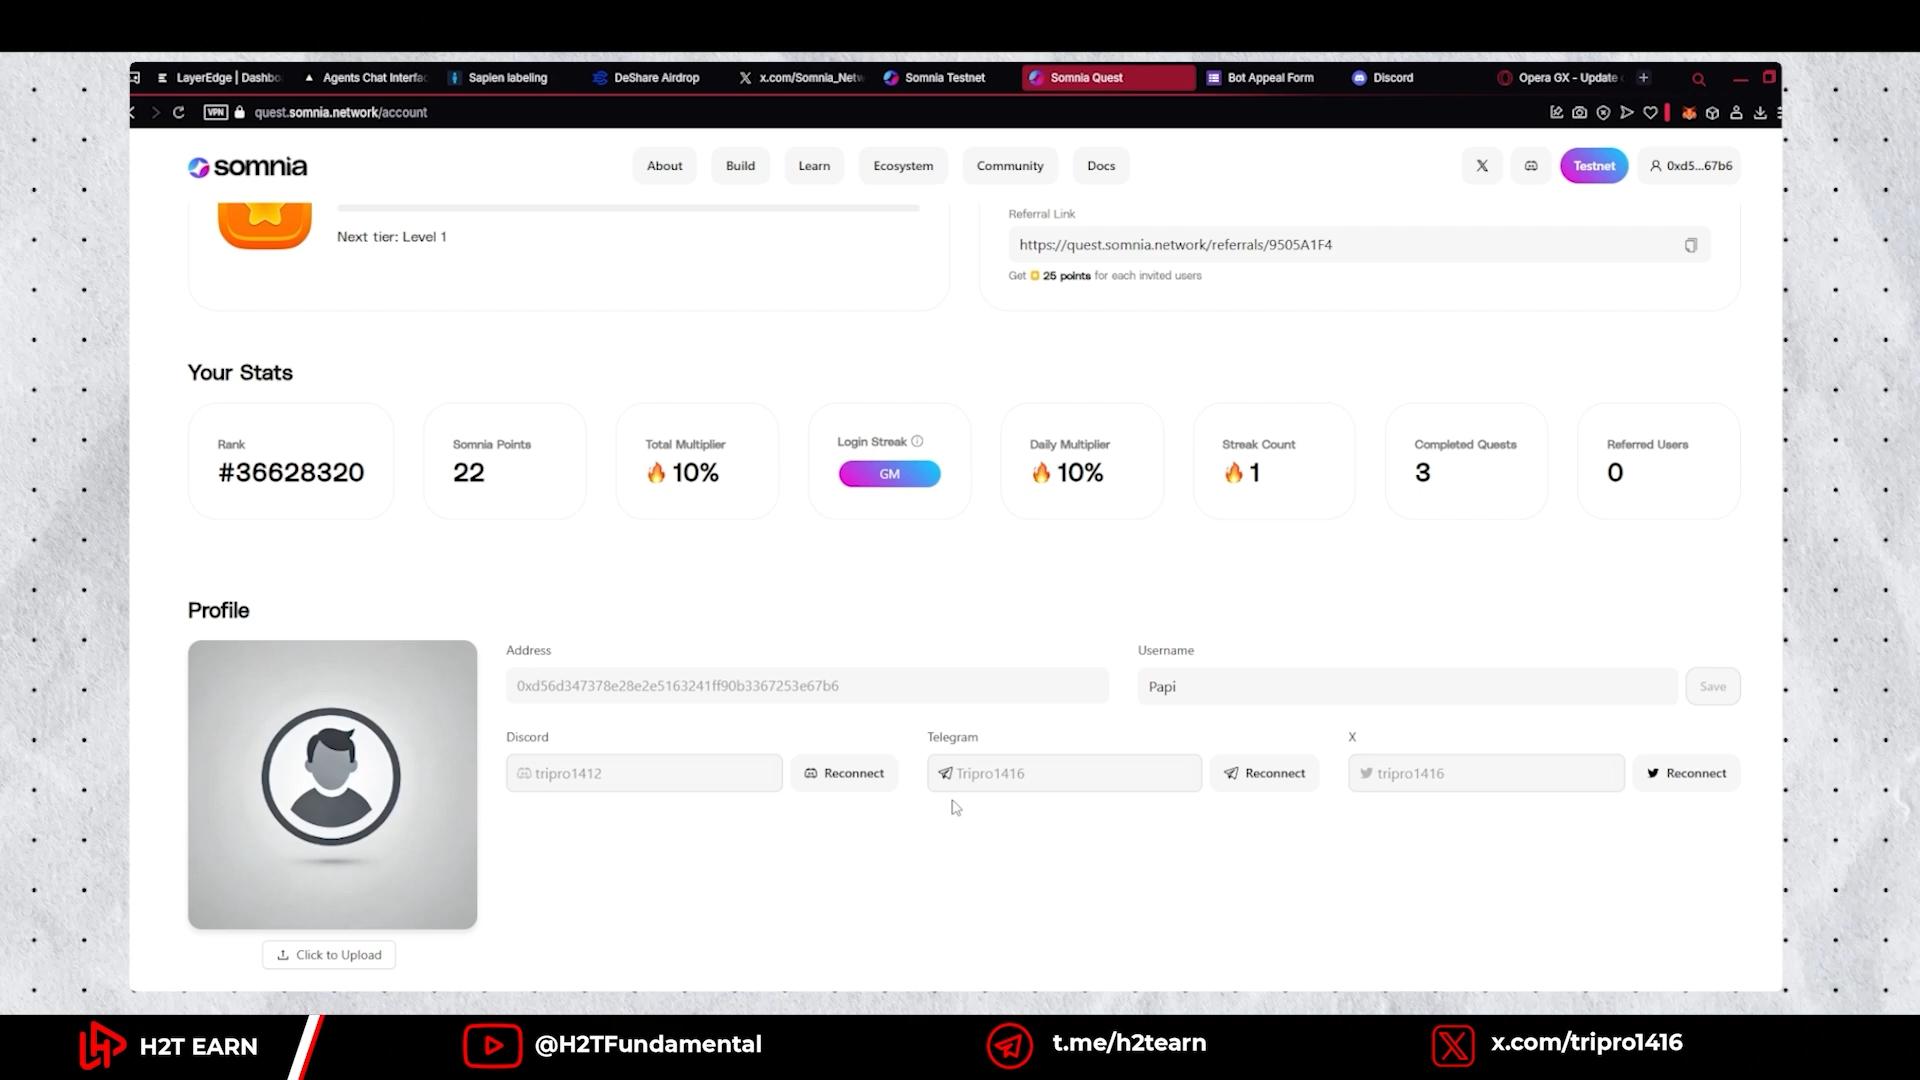 LayerEdge | Dashbo
Agents Chat Interfac
Sapien labeling
DeShare Airdrop
x.com/Somnia_Netw
Somnia Testnet
Somnia Quest
Bot Appeal Form
Discord
Opera GX - Update
VPN quest.somnia.network/account
somnia
About
Build
Learn
Ecosystem
Community
Docs
Testnet
0xd5...67b6
Next tier: Level 1
Referral Link
https://quest.somnia.network/referrals/9505A1F4
Get 25 points for each invited users
Your Stats
Rank
#36628320
Somnia Points
22
Total Multiplier
🔥 10%
Login Streak
GM
Daily Multiplier
🔥 10%
Streak Count
🔥 1
Completed Quests
3
Referred Users
0
Profile
Address
0xd56d347378e28e2e5163241ff90b3367253e67b6
Username
Papi
Save
Discord
tripro1412
Reconnect
Telegram
Tripro1416
Reconnect
X
tripro1416
Reconnect
Click to Upload
H2T EARN
@H2TFundamental
t.me/h2tearn
x.com/tripro1416